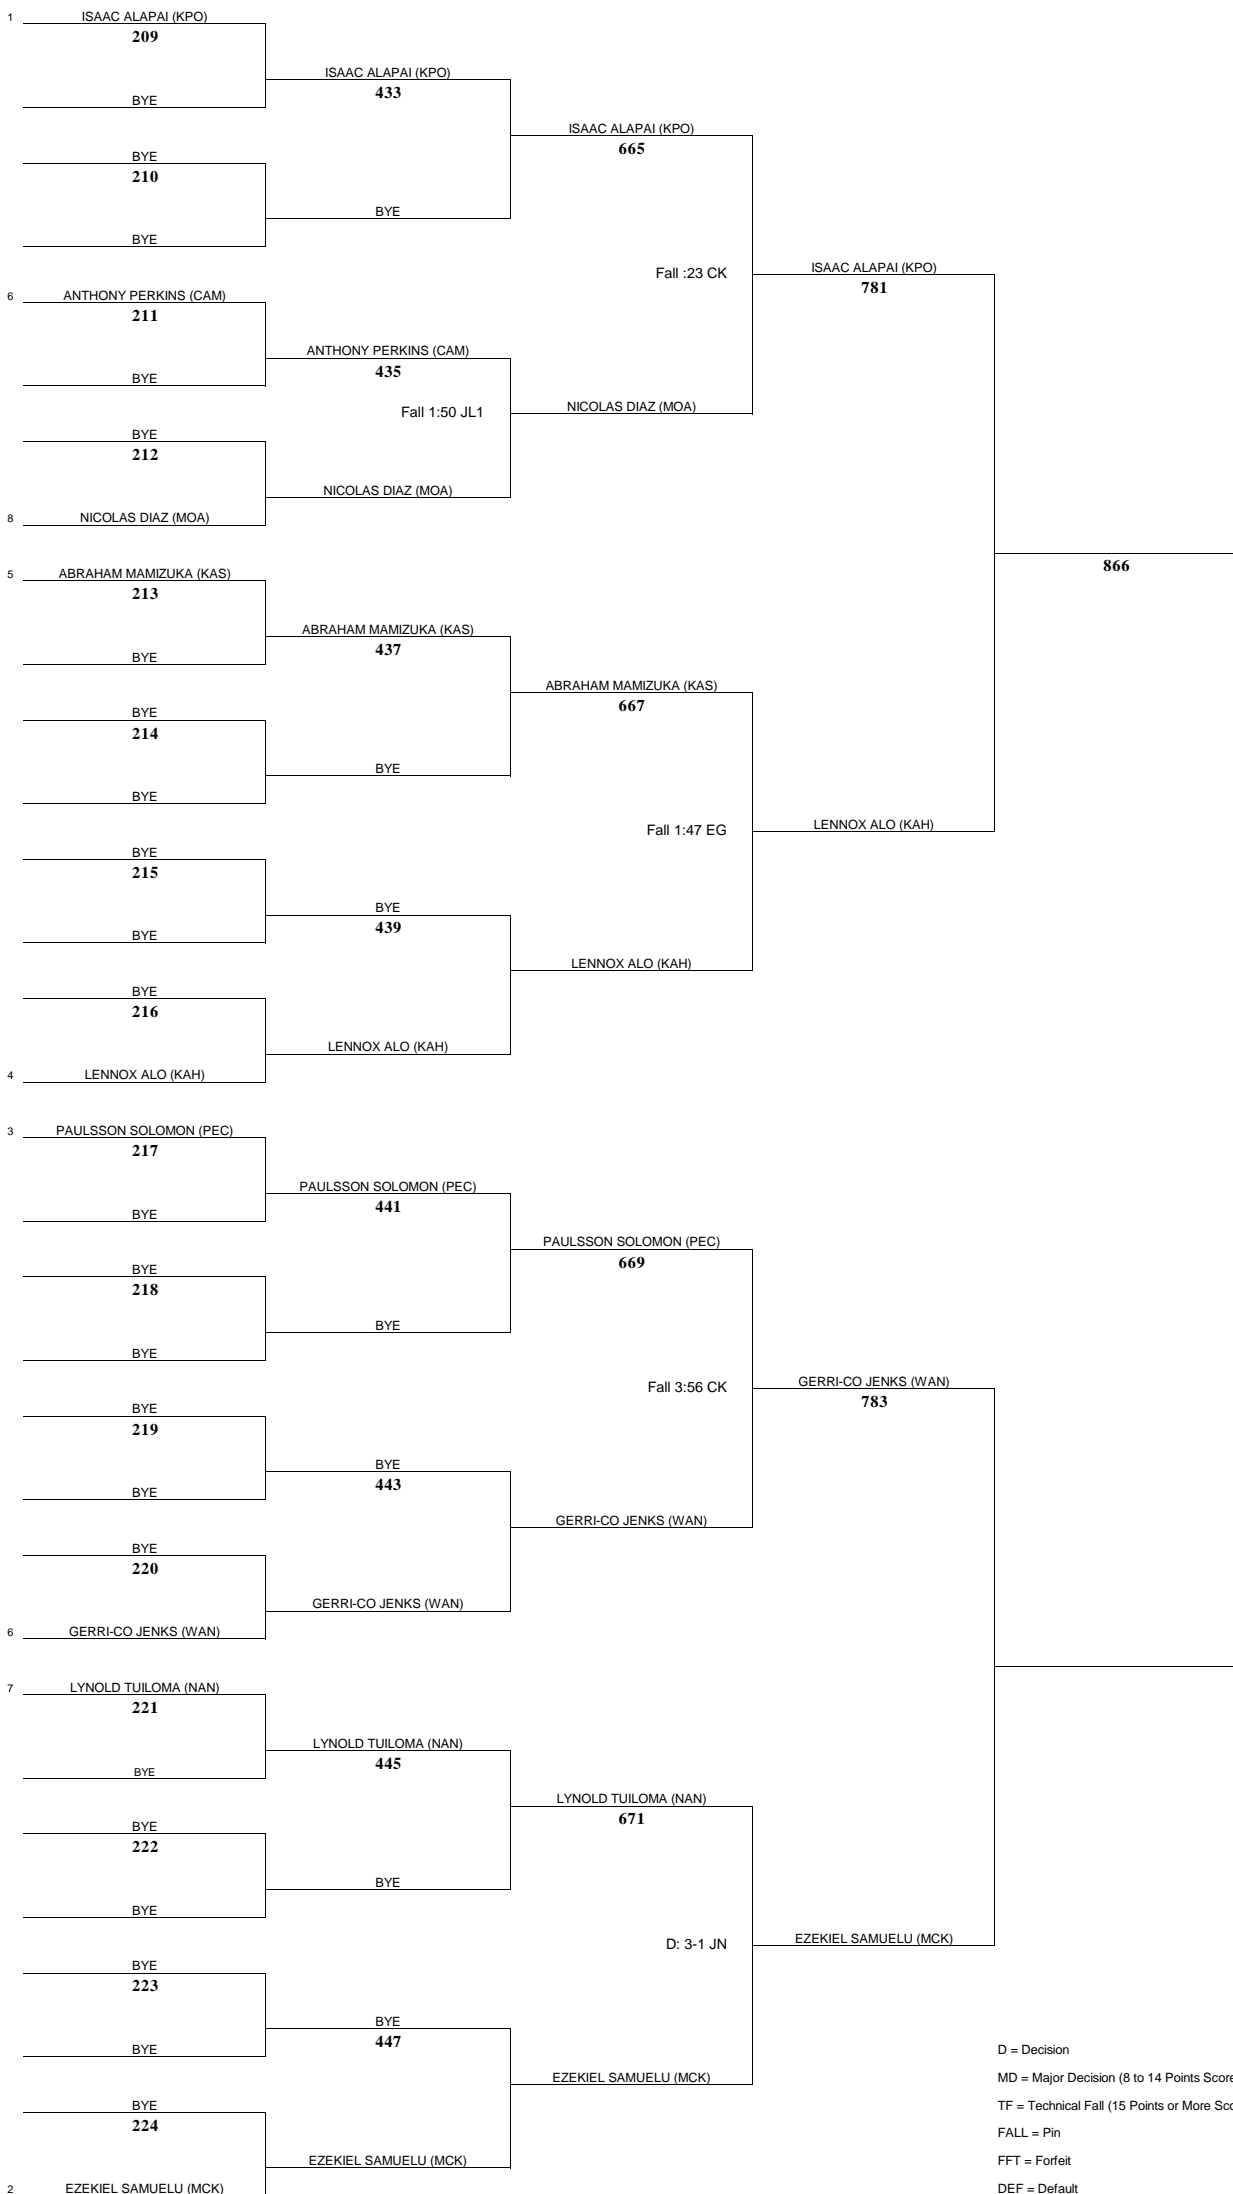 1 ISAAC ALAPAI (KPO)
209
BYE
ISAAC ALAPAI (KPO)
433
BYE
210
BYE
BYE
ISAAC ALAPAI (KPO)
665
Fall :23 CK
6 ANTHONY PERKINS (CAM)
211
BYE
ANTHONY PERKINS (CAM)
435
Fall 1:50 JL1
BYE
212
8 NICOLAS DIAZ (MOA)
NICOLAS DIAZ (MOA)
NICOLAS DIAZ (MOA)
ISAAC ALAPAI (KPO)
781
5 ABRAHAM MAMIZUKA (KAS)
213
BYE
ABRAHAM MAMIZUKA (KAS)
437
BYE
214
BYE
BYE
ABRAHAM MAMIZUKA (KAS)
667
Fall 1:47 EG
BYE
215
BYE
BYE
439
BYE
216
4 LENNOX ALO (KAH)
LENNOX ALO (KAH)
LENNOX ALO (KAH)
LENNOX ALO (KAH)
866
3 PAULSSON SOLOMON (PEC)
217
BYE
PAULSSON SOLOMON (PEC)
441
BYE
218
BYE
BYE
PAULSSON SOLOMON (PEC)
669
Fall 3:56 CK
BYE
219
BYE
BYE
443
BYE
220
6 GERRI-CO JENKS (WAN)
GERRI-CO JENKS (WAN)
GERRI-CO JENKS (WAN)
GERRI-CO JENKS (WAN)
783
7 LYNOLD TUILOMA (NAN)
221
BYE
LYNOLD TUILOMA (NAN)
445
BYE
222
BYE
BYE
LYNOLD TUILOMA (NAN)
671
D: 3-1 JN
BYE
223
BYE
BYE
447
BYE
224
2 EZEKIEL SAMUELU (MCK)
EZEKIEL SAMUELU (MCK)
EZEKIEL SAMUELU (MCK)
EZEKIEL SAMUELU (MCK)
D = Decision
MD = Major Decision (8 to 14 Points Score
TF = Technical Fall (15 Points or More Sco
FALL = Pin
FFT = Forfeit
DEF = Default